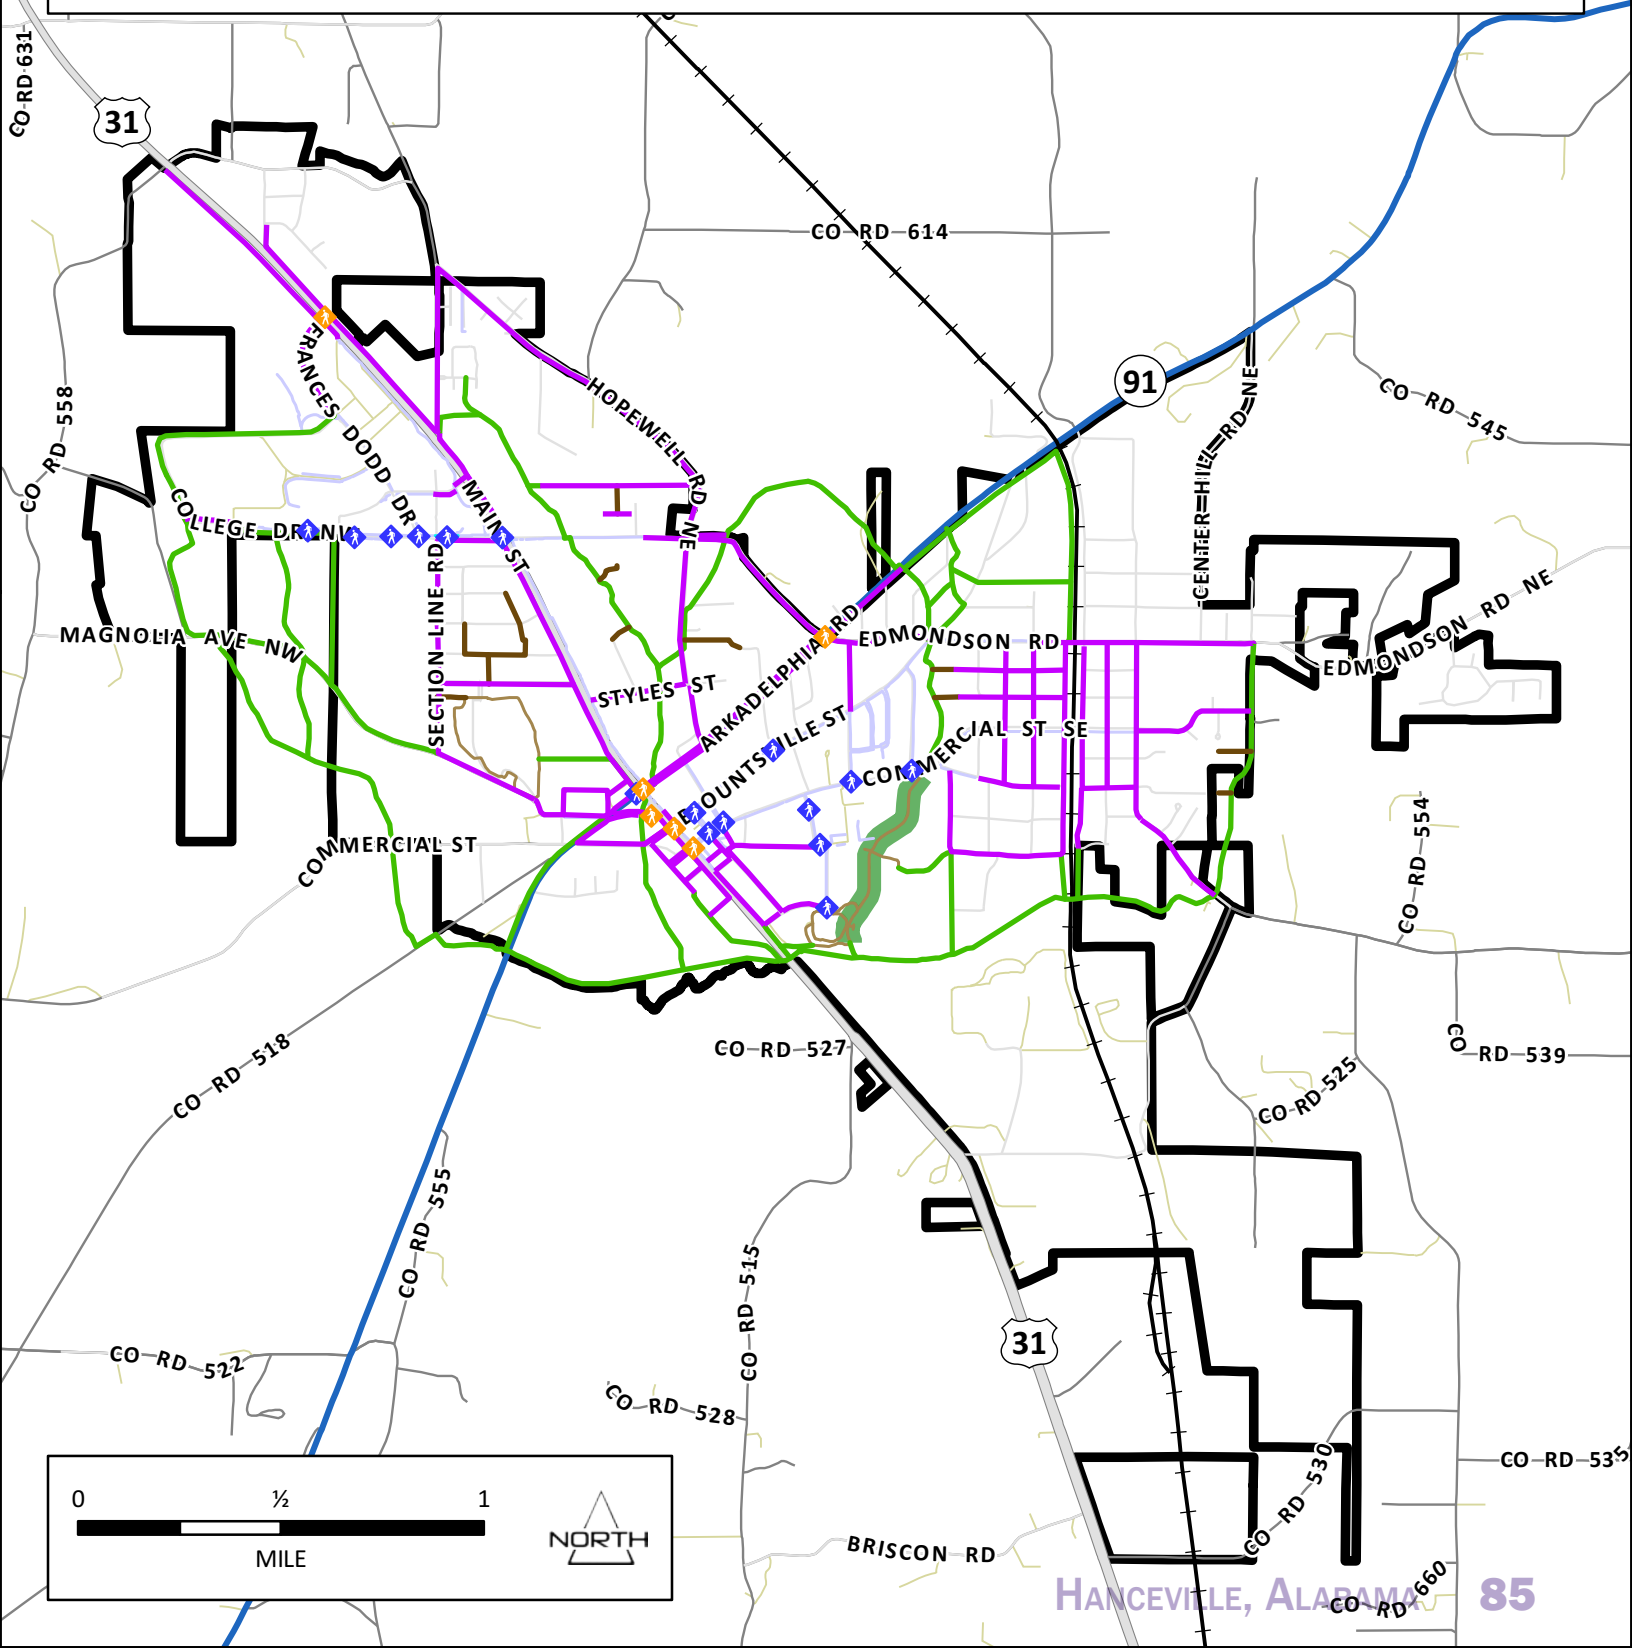 CO RD 631
31
CO RD 614
91
CO RD 558
FRANCES DODD DR
HOPEWELL RD NE
CO RD 545
CENTER HILL RD NE
COLLEGE DR NW
MAIN ST
SECTION LINE RD
MAGNOLIA AVE NW
EDMONDSON RD
EDMONDSON RD NE
STYLES ST
ARKADELPHIA RD
BLOUNTSVILLE ST
COMMERCIAL ST SE
COMMERCIAL ST
CO RD 554
CO RD 518
CO RD 527
CO RD 539
CO RD 525
CO RD 555
CO RD 515
31
CO RD 522
CO RD 528
CO RD 530
CO RD 535
0 ½ 1
MILE
NORTH
BRISCON RD
CO RD 660
HANCEVILLE, ALABAMA 85